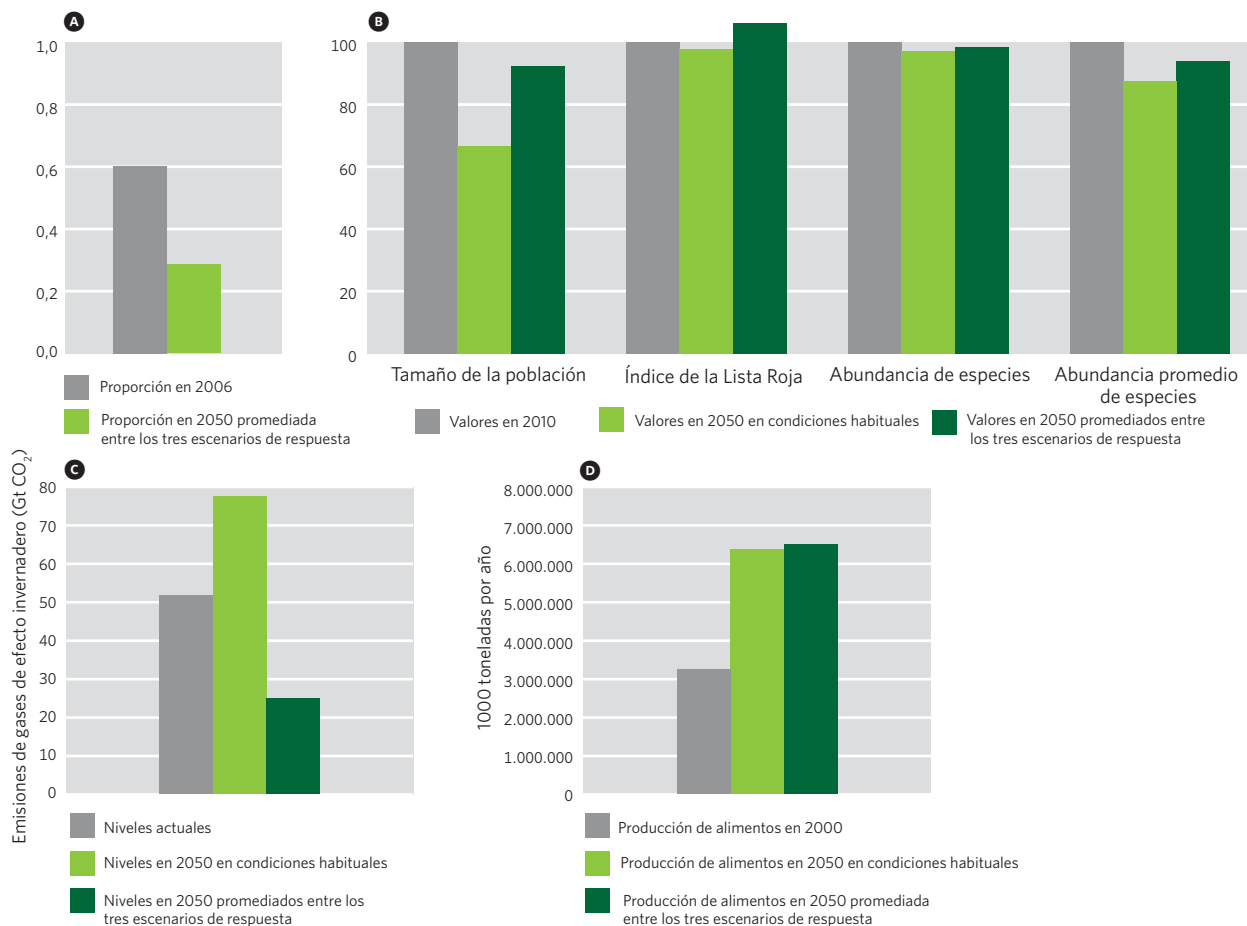 A
1,0
0,8
0,6
0,4
0,2
0,0
Proporción en 2006
Proporción en 2050 promediada
entre los tres escenarios de respuesta
B
100
80
60
40
20
0
Tamaño de la población
Índice de la Lista Roja
Abundancia de especies
Abundancia promedio
de especies
Valores en 2010
Valores en 2050 en condiciones habituales
Valores en 2050 promediados entre
los tres escenarios de respuesta
C
Emisiones de gases de efecto invernadero (Gt CO₂)
80
70
60
50
40
30
20
10
0
Niveles actuales
Niveles en 2050 en condiciones habituales
Niveles en 2050 promediados entre los
tres escenarios de respuesta
D
1000 toneladas por año
8.000.000
7.000.000
6.000.000
5.000.000
4.000.000
3.000.000
2.000.000
1.000.000
0
Producción de alimentos en 2000
Producción de alimentos en 2050 en condiciones habituales
Producción de alimentos en 2050 promediada
entre los tres escenarios de respuesta